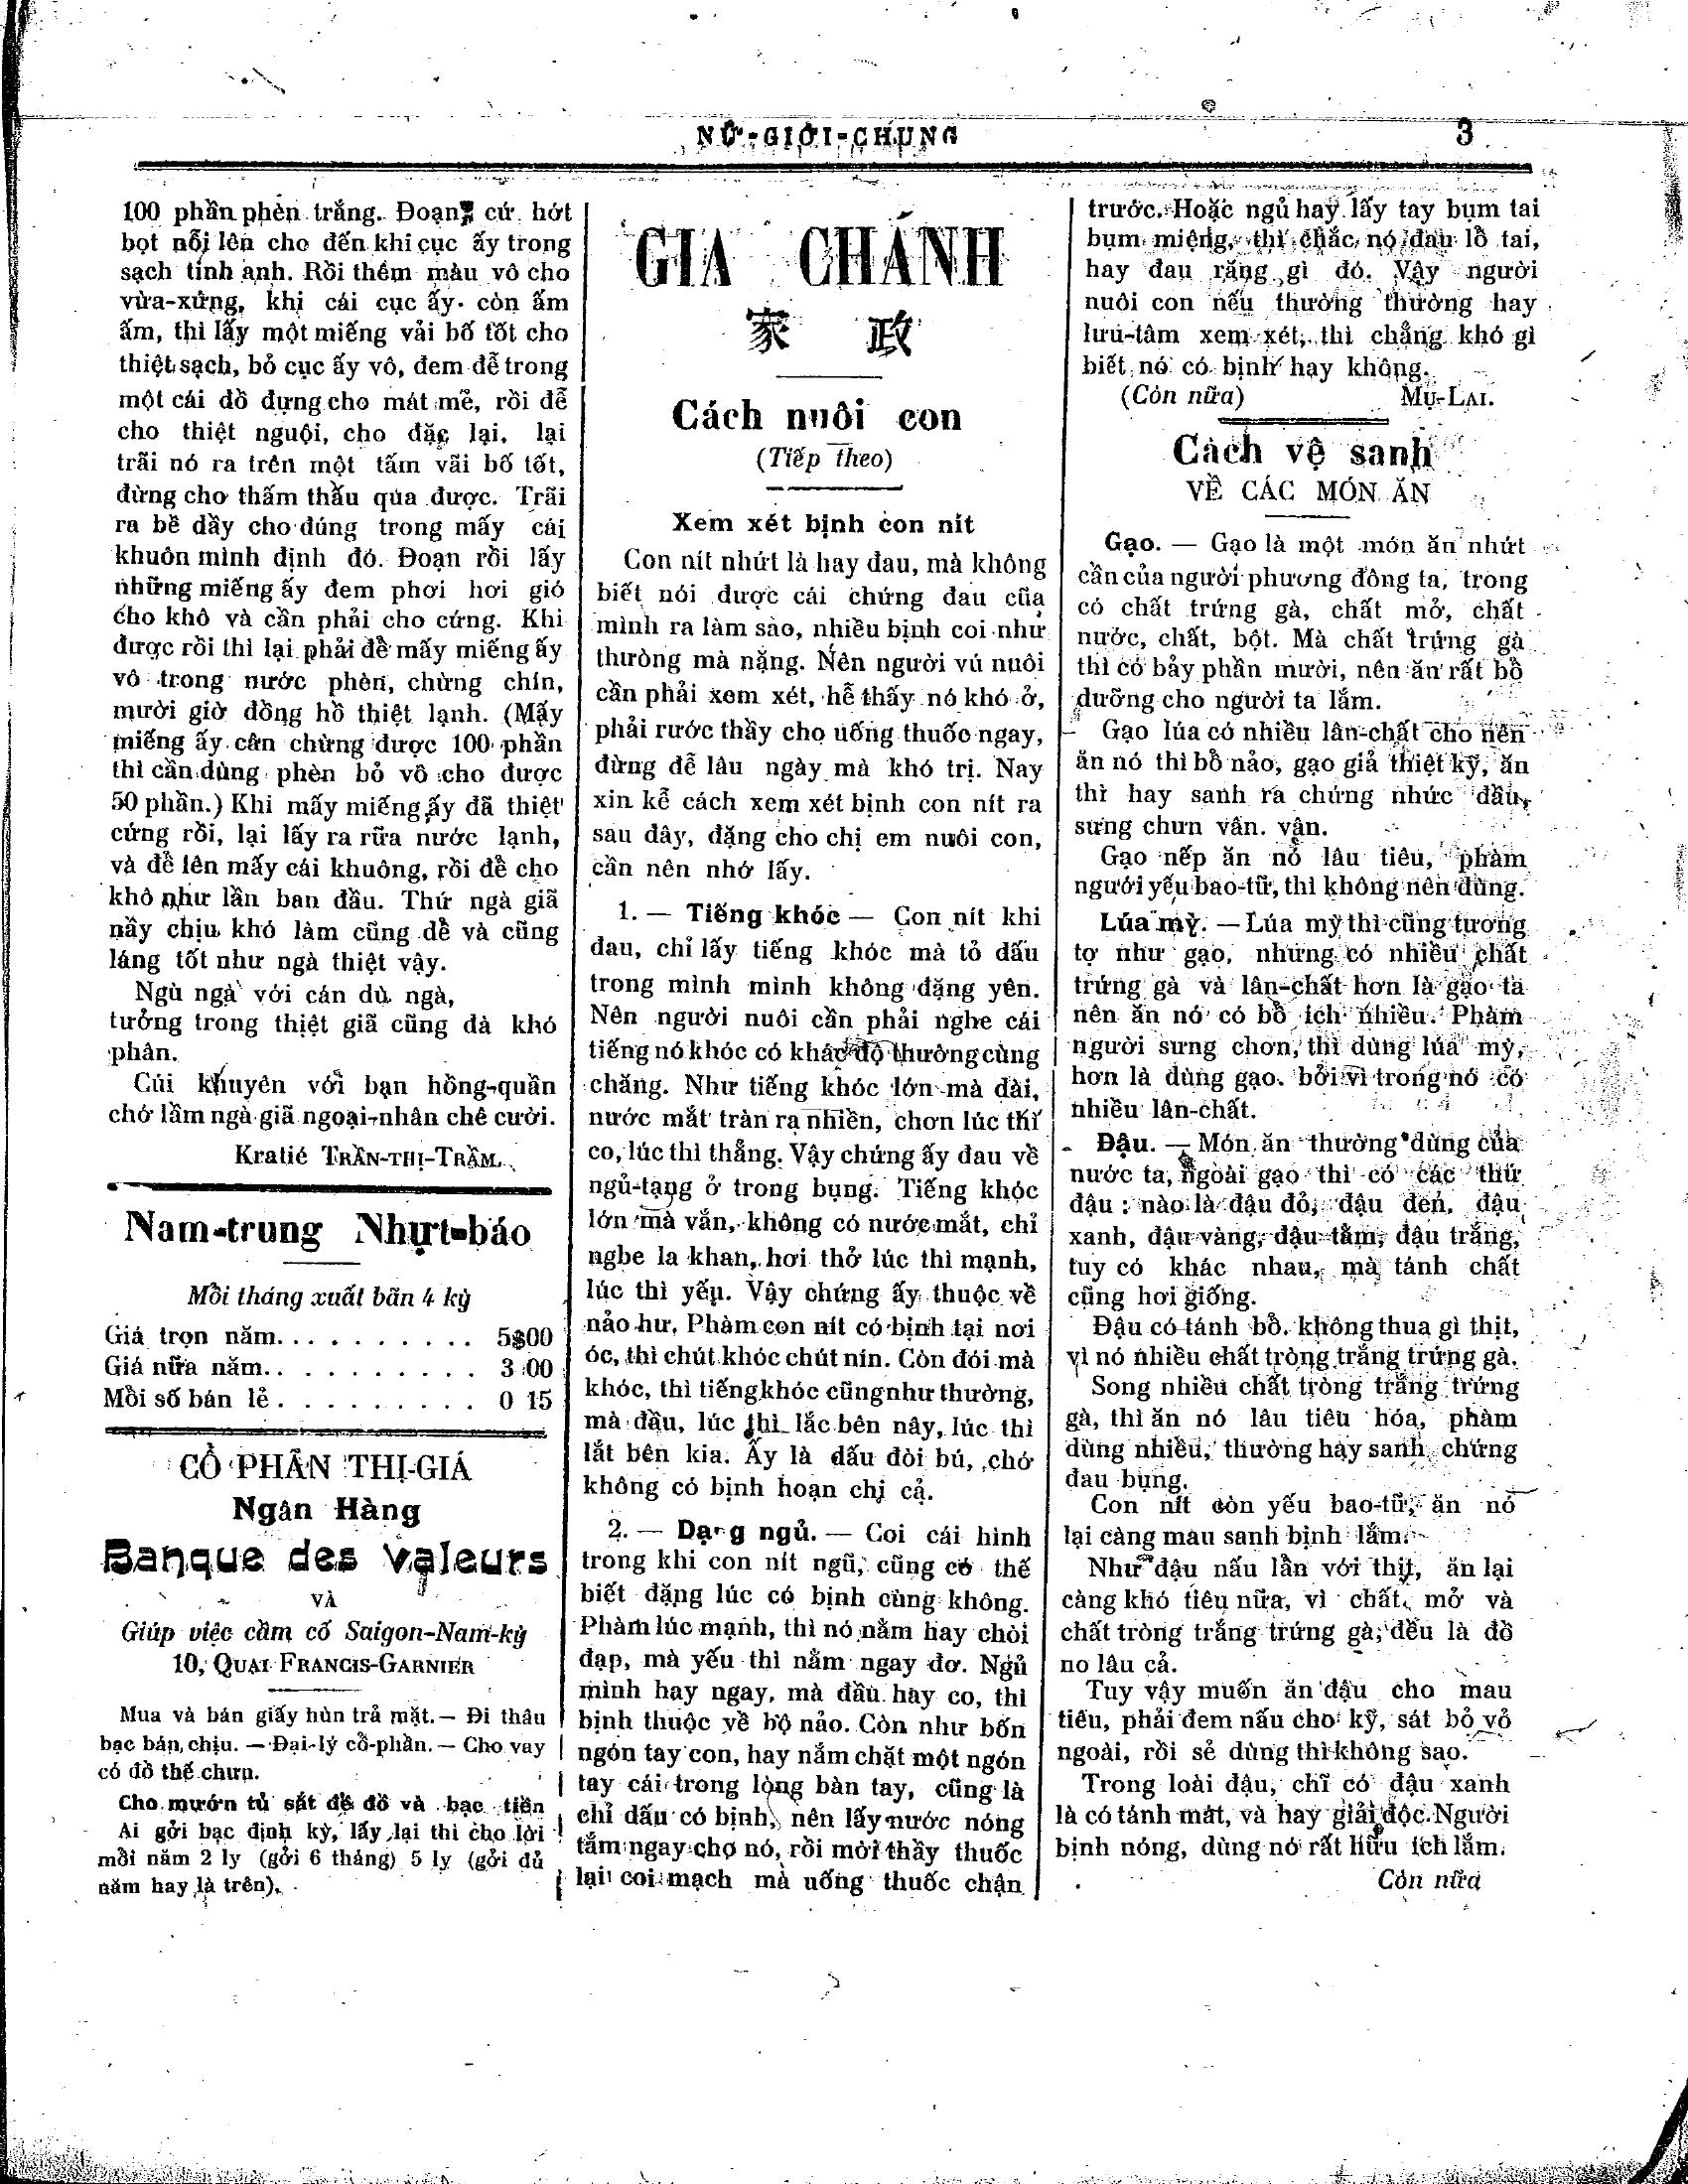 NỮ-GIỚI-CHUNG
3
100 phần phèn trắng. Đoạn cứ hớt
bọt nỗi lên cho đến khi cục ấy trong
sạch tinh anh. Rồi thêm màu vô cho
vừa-xứng, khi cái cục ấy còn ấm
ấm, thì lấy một miếng vải bố tốt cho
thiệt sạch, bỏ cục ấy vô, đem để trong
một cái đồ đựng cho mát mẻ, rồi để
cho thiệt nguội, cho đặc lại, lại
trãi nó ra trên một tấm vãi bố tốt,
đừng cho thấm thấu qua được. Trãi
ra bề dầy cho đúng trong mấy cái
khuôn mình định đó. Đoạn rồi lấy
những miếng ấy đem phơi hơi gió
cho khô và cần phải cho cứng. Khi
được rồi thì lại phải để mấy miếng ấy
vô trong nước phèn, chừng chín,
mười giờ đồng hồ thiệt lạnh. (Mấy
miếng ấy cân chừng được 100 phần
thì cần dùng phèn bỏ vô cho được
50 phần.) Khi mấy miếng ấy đã thiệt
cứng rồi, lại lấy ra rữa nước lạnh,
và để lên mấy cái khuông, rồi để cho
khô như lần ban đầu. Thứ ngà giã
nầy chịu khó làm cũng dể và cũng
láng tốt như ngà thiệt vậy.
Ngù ngà với cán dù ngà,
tưởng trong thiệt giã cũng đà khó
phân.
Cúi khuyên với bạn hồng-quần
chớ lầm ngà giã ngoại-nhân chê cười.
Kratié TRẦN-THỊ-TRẦM.
Nam-trung Nhựt-báo
Mỗi tháng xuất bãn 4 kỳ
Giá trọn năm. . . . . . . . . . 5$00
Giá nữa năm. . . . . . . . . . 3 00
Mỗi số bán lẻ . . . . . . . . . 0 15
CỔ PHẦN THỊ-GIÁ
Ngân Hàng
Banque des Valeurs
VÀ
Giúp việc cầm cố Saigon-Nam-kỳ
10, QUAI FRANCIS-GARNIER
Mua và bán giấy hùn trả mặt. — Đi thâu
bạc bán chịu. — Đại-lý cổ-phần. — Cho vay
có đồ thế chưn.
Cho mướn tủ sắt để đồ và bạc tiền
Ai gởi bạc định kỳ, lấy lại thì cho lời
mỗi năm 2 ly (gởi 6 tháng) 5 ly (gởi đủ
năm hay là trên).
GIA CHÁNH
家 政
Cách nuôi con
(Tiếp theo)
Xem xét bịnh con nít
Con nít nhứt là hay đau, mà không
biết nói được cái chứng đau cũa
mình ra làm sao, nhiều bịnh coi như
thường mà nặng. Nên người vú nuôi
cần phải xem xét, hễ thấy nó khó ở,
phải rước thầy cho uống thuốc ngay,
đừng để lâu ngày mà khó trị. Nay
xin kể cách xem xét bịnh con nít ra
sau đây, đặng cho chị em nuôi con,
cần nên nhớ lấy.
1. — Tiếng khóc — Con nít khi
đau, chỉ lấy tiếng khóc mà tỏ dấu
trong mình mình không đặng yên.
Nên người nuôi cần phải nghe cái
tiếng nó khóc có khác độ thường cùng
chăng. Như tiếng khóc lớn mà dài,
nước mắt tràn ra nhiền, chơn lúc thì
co, lúc thì thẳng. Vậy chứng ấy đau về
ngủ-tạng ở trong bụng. Tiếng khóc
lớn mà vắn, không có nước mắt, chỉ
nghe la khan, hơi thở lúc thì mạnh,
lúc thì yếu. Vậy chứng ấy thuộc về
nảo hư, Phàm con nít có bịnh tại nơi
óc, thì chút khóc chút nín. Còn đói mà
khóc, thì tiếng khóc cũng như thường,
mà đầu, lúc thì lắc bên nây, lúc thì
lắt bên kia. Ấy là dấu đòi bú, chớ
không có bịnh hoạn chi cả.
2. — Dạng ngủ. — Coi cái hình
trong khi con nít ngũ, cũng có thế
biết đặng lúc có bịnh cùng không.
Phàm lúc mạnh, thì nó nằm hay chòi
đạp, mà yếu thì nằm ngay đơ. Ngủ
mình hay ngay, mà đầu hay co, thì
bịnh thuộc về bộ nảo. Còn như bốn
ngón tay con, hay nắm chặt một ngón
tay cái trong lòng bàn tay, cũng là
chỉ dấu có bịnh, nên lấy nước nóng
tắm ngay cho nó, rồi mời thầy thuốc
lại coi mạch mà uống thuốc chận
trước. Hoặc ngủ hay lấy tay bụm tai
bụm miệng, thì chắc nó đau lỗ tai,
hay đau răng gì đó. Vậy người
nuôi con nếu thường thường hay
lưu-tâm xem xét, thì chẳng khó gì
biết nó có bịnh hay không.
(Còn nữa) MỤ-LAI.
Cách vệ sanh
VỀ CÁC MÓN ĂN
Gạo. — Gạo là một món ăn nhứt
cần của người phương đông ta, trong
có chất trứng gà, chất mở, chất
nước, chất, bột. Mà chất trứng gà
thì có bảy phần mười, nên ăn rất bổ
dưỡng cho người ta lắm.
Gạo lúa có nhiều lân-chất cho nên
ăn nó thì bổ nảo, gạo giả thiệt kỹ, ăn
thì hay sanh ra chứng nhức đầu,
sưng chưn vân. vân.
Gạo nếp ăn nó lâu tiêu, phàm
người yếu bao-tữ, thì không nên dùng.
Lúa mỳ. — Lúa mỳ thì cũng tương
tợ như gạo, nhưng có nhiều chất
trứng gà và lân-chất hơn là gạo ta
nên ăn nó có bổ ích nhiều. Phàm
người sưng chơn, thì dùng lúa mỳ,
hơn là dùng gạo. bởi vì trong nó có
nhiều lân-chất.
Đậu. — Món ăn thường dùng của
nước ta, ngoài gạo thì có các thứ
đậu : nào là đậu đỏ, đậu đen, đậu
xanh, đậu vàng, đậu tằm, đậu trắng,
tuy có khác nhau, mà tánh chất
cũng hơi giống.
Đậu có tánh bổ. không thua gì thịt,
vì nó nhiều chất tròng trắng trứng gà.
Song nhiều chất tròng trắng trứng
gà, thì ăn nó lâu tiêu hóa, phàm
dùng nhiều, thường hay sanh chứng
đau bụng.
Con nít còn yếu bao-tữ, ăn nó
lại càng mau sanh bịnh lắm.
Như đậu nấu lẫn với thịt, ăn lại
càng khó tiêu nữa, vì chất mở và
chất tròng trắng trứng gà, đều là đồ
no lâu cả.
Tuy vậy muốn ăn đậu cho mau
tiêu, phải đem nấu cho kỹ, sát bỏ vỏ
ngoài, rồi sẻ dùng thì không sao.
Trong loài đậu, chĩ có đậu xanh
là có tánh mát, và hay giải độc. Người
bịnh nóng, dùng nó rất hữu ích lắm.
Còn nữa